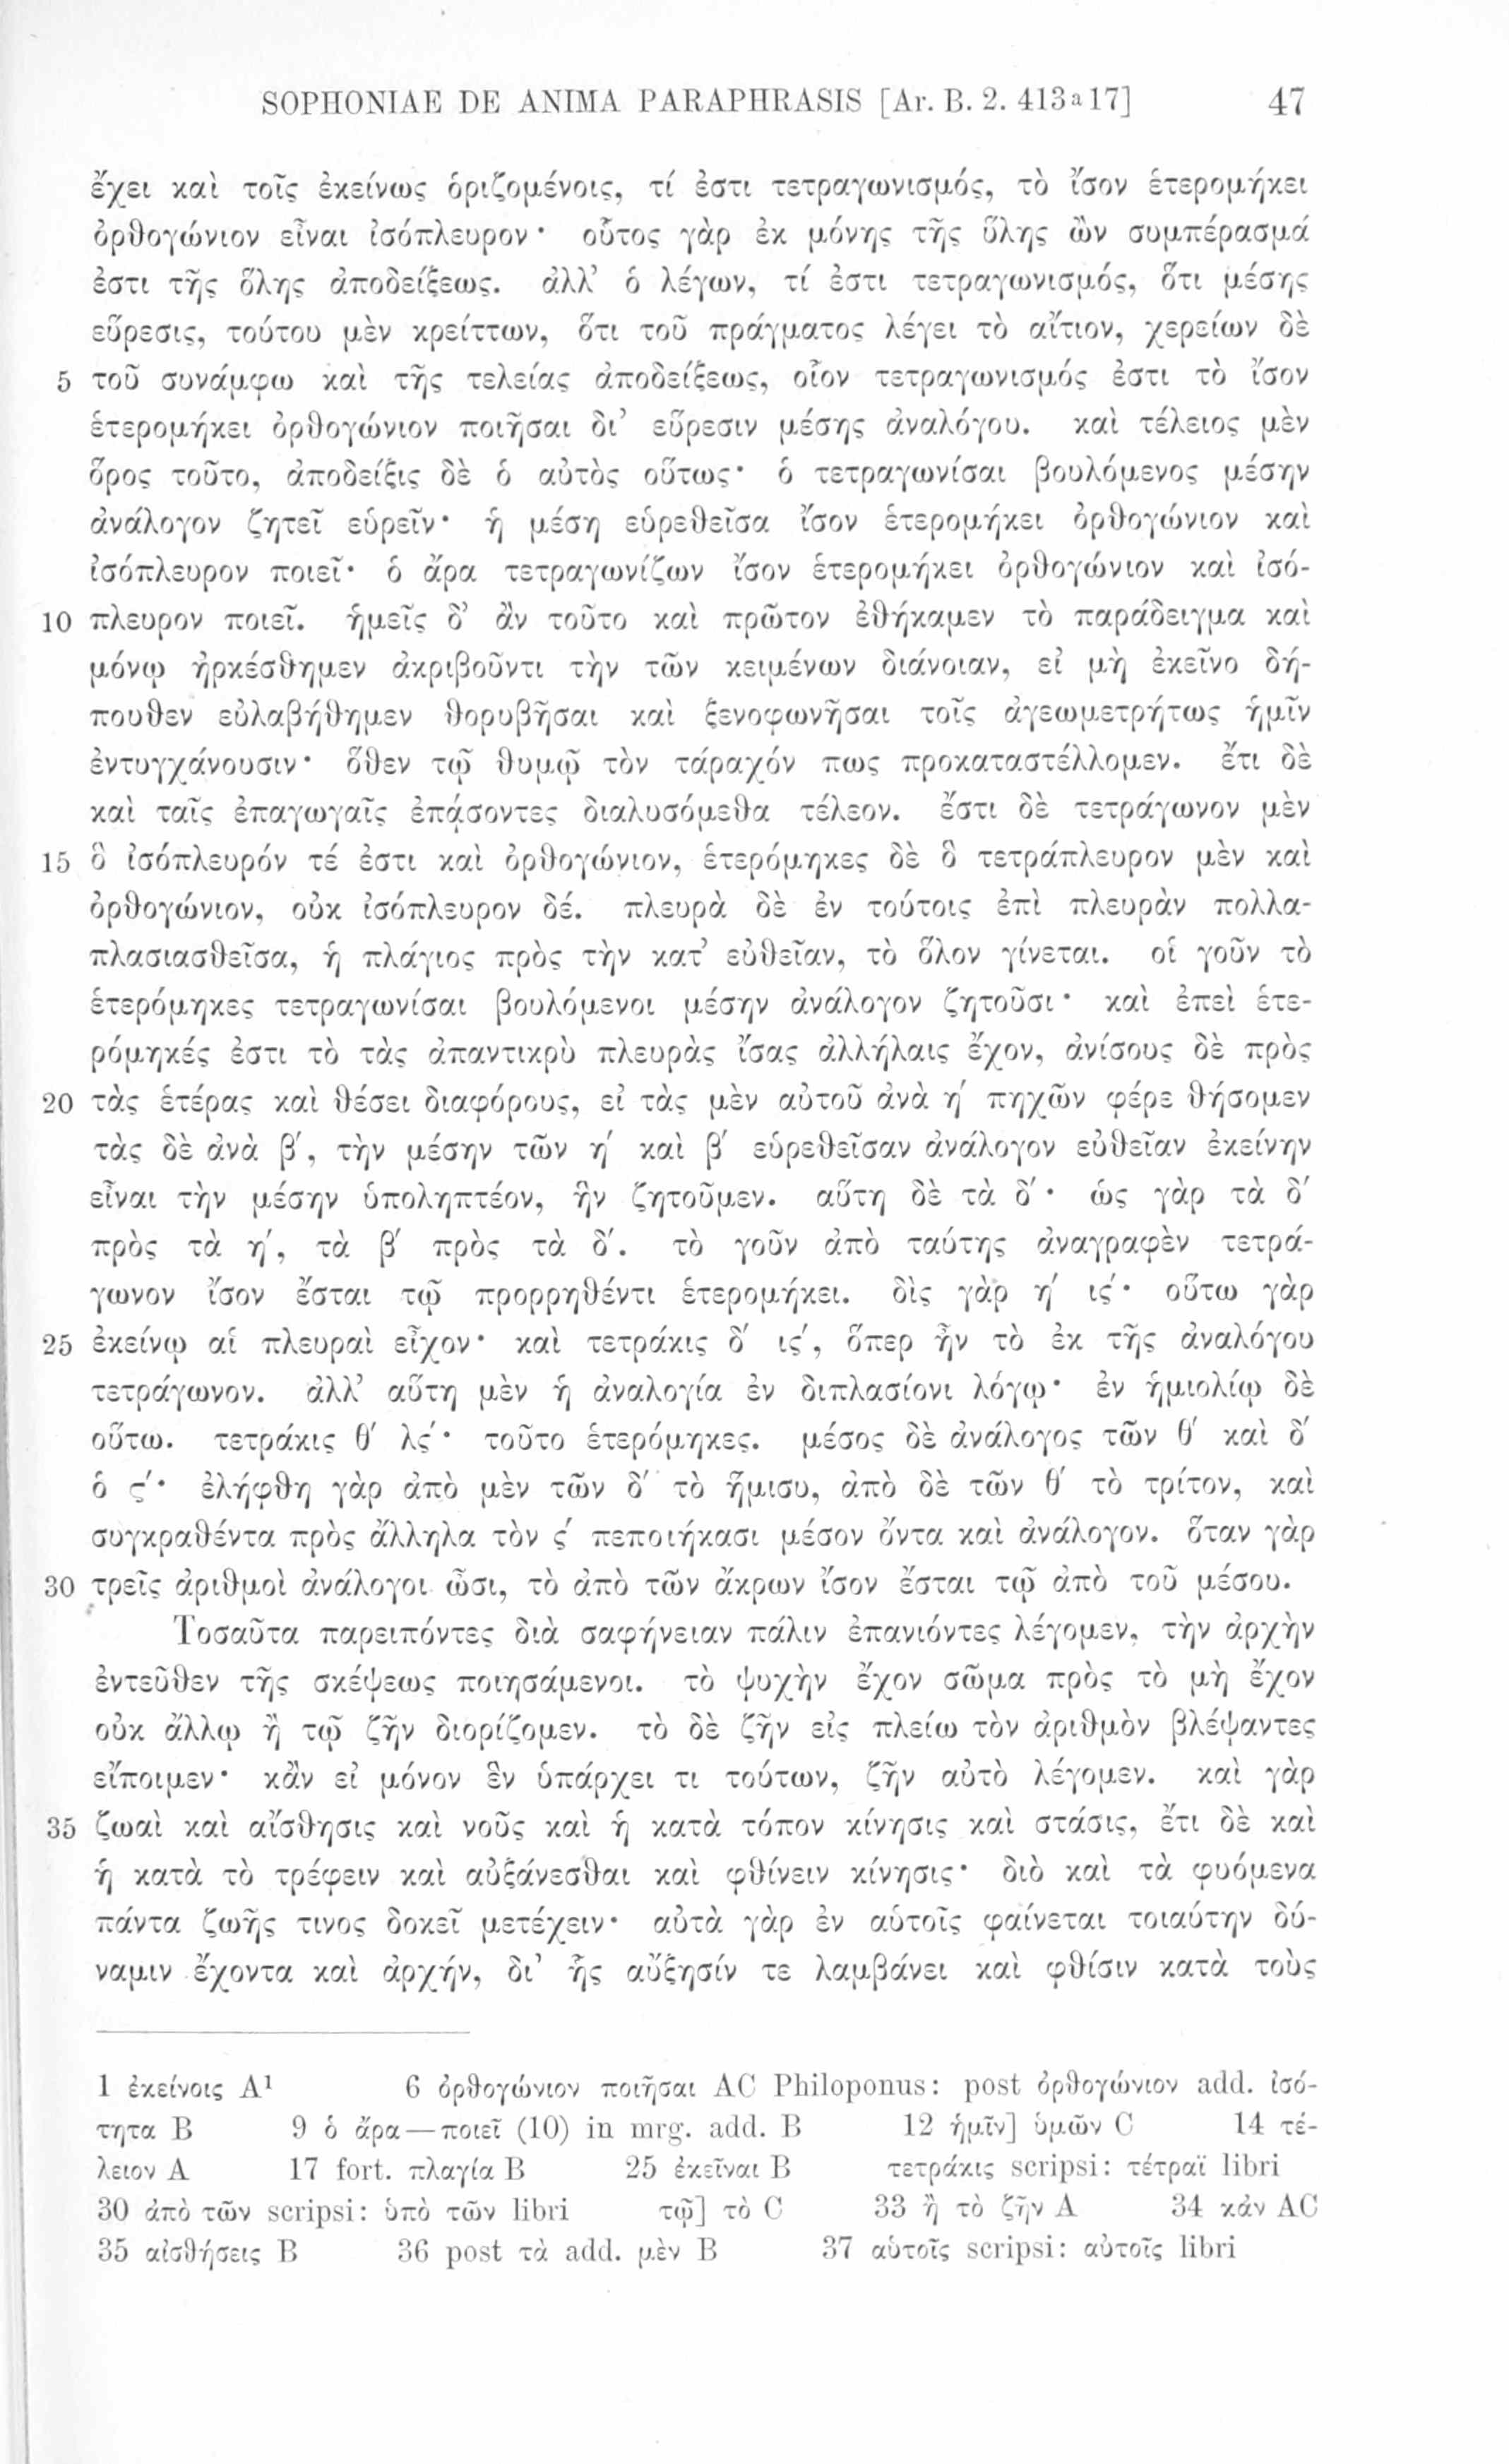 SOPHONIAE DE ANIMA PARAPHRASIS [Ar. B. 2. 413ᵃ17] 47
ἔχει καὶ τοῖς ἐκείνως ὁριζομένοις, τί ἐστι τετραγωνισμός, τὸ ἴσον ἑτερομήκει
ὀρθογώνιον εἶναι ἰσόπλευρον· οὗτος γὰρ ἐκ μόνης τῆς ὕλης ὢν συμπέρασμά
ἐστι τῆς ὅλης ἀποδείξεως. ἀλλ’ ὁ λέγων, τί ἐστι τετραγωνισμός, ὅτι μέσης
εὕρεσις, τούτου μὲν κρείττων, ὅτι τοῦ πράγματος λέγει τὸ αἴτιον, χερείων δὲ
5 τοῦ συνάμφω καὶ τῆς τελείας ἀποδείξεως, οἷον τετραγωνισμός ἐστι τὸ ἴσον
ἑτερομήκει ὀρθογώνιον ποιῆσαι δι’ εὕρεσιν μέσης ἀναλόγου. καὶ τέλειος μὲν
ὅρος τοῦτο, ἀποδείξις δὲ ὁ αὐτὸς οὕτως· ὁ τετραγωνίσαι βουλόμενος μέσην
ἀνάλογον ζητεῖ εὑρεῖν· ἡ μέση εὑρεθεῖσα ἴσον ἑτερομήκει ὀρθογώνιον καὶ
ἰσόπλευρον ποιεῖ· ὁ ἄρα τετραγωνίζων ἴσον ἑτερομήκει ὀρθογώνιον καὶ ἰσό-
10 πλευρον ποιεῖ. ἡμεῖς δ’ ἂν τοῦτο καὶ πρῶτον ἐθήκαμεν τὸ παράδειγμα καὶ
μόνῳ ἠρκέσθημεν ἀκριβοῦντι τὴν τῶν κειμένων διάνοιαν, εἰ μὴ ἐκεῖνο δή-
πουθεν εὐλαβήθημεν θορυβῆσαι καὶ ξενοφωνῆσαι τοῖς ἀγεωμετρήτως ἡμῖν
ἐντυγχάνουσιν· ὅθεν τῷ θυμῷ τὸν τάραχόν πως προκαταστέλλομεν. ἔτι δὲ
καὶ ταῖς ἐπαγωγαῖς ἐπᾴσοντες διαλυσόμεθα τέλεον. ἔστι δὲ τετράγωνον μὲν
15 ὃ ἰσόπλευρόν τέ ἐστι καὶ ὀρθογώνιον, ἑτερόμηκες δὲ ὃ τετράπλευρον μὲν καὶ
ὀρθογώνιον, οὐκ ἰσόπλευρον δέ. πλευρὰ δὲ ἐν τούτοις ἐπὶ πλευρὰν πολλα-
πλασιασθεῖσα, ἡ πλάγιος πρὸς τὴν κατ’ εὐθεῖαν, τὸ ὅλον γίνεται. οἱ γοῦν τὸ
ἑτερόμηκες τετραγωνίσαι βουλόμενοι μέσην ἀνάλογον ζητοῦσι· καὶ ἐπεὶ ἑτε-
ρόμηκές ἐστι τὸ τὰς ἀπαντικρὺ πλευρὰς ἴσας ἀλλήλαις ἔχον, ἀνίσους δὲ πρὸς
20 τὰς ἑτέρας καὶ θέσει διαφόρους, εἰ τὰς μὲν αὐτοῦ ἀνὰ η′ πηχῶν φέρε θήσομεν
τὰς δὲ ἀνὰ β′, τὴν μέσην τῶν η′ καὶ β′ εὑρεθεῖσαν ἀνάλογον εὐθεῖαν ἐκείνην
εἶναι τὴν μέσην ὑποληπτέον, ἣν ζητοῦμεν. αὕτη δὲ τὰ δ′· ὡς γὰρ τὰ δ′
πρὸς τὰ η′, τὰ β′ πρὸς τὰ δ′. τὸ γοῦν ἀπὸ ταύτης ἀναγραφὲν τετρά-
γωνον ἴσον ἔσται τῷ προρρηθέντι ἑτερομήκει. δὶς γὰρ η′ ις′· οὕτω γὰρ
25 ἐκείνῳ αἱ πλευραὶ εἶχον· καὶ τετράκις δ′ ις′, ὅπερ ἦν τὸ ἐκ τῆς ἀναλόγου
τετράγωνον. ἀλλ’ αὕτη μὲν ἡ ἀναλογία ἐν διπλασίονι λόγῳ· ἐν ἡμιολίῳ δὲ
οὕτω. τετράκις θ′ λς′· τοῦτο ἑτερόμηκες. μέσος δὲ ἀνάλογος τῶν θ′ καὶ δ′
ὁ ς′· ἐλήφθη γὰρ ἀπὸ μὲν τῶν δ′ τὸ ἥμισυ, ἀπὸ δὲ τῶν θ′ τὸ τρίτον, καὶ
συγκραθέντα πρὸς ἄλληλα τὸν ς′ πεποιήκασι μέσον ὄντα καὶ ἀνάλογον. ὅταν γὰρ
30 τρεῖς ἀριθμοὶ ἀνάλογοι ὦσι, τὸ ἀπὸ τῶν ἄκρων ἴσον ἔσται τῷ ἀπὸ τοῦ μέσου.
Τοσαῦτα παρειπόντες διὰ σαφήνειαν πάλιν ἐπανιόντες λέγομεν, τὴν ἀρχὴν
ἐντεῦθεν τῆς σκέψεως ποιησάμενοι. τὸ ψυχὴν ἔχον σῶμα πρὸς τὸ μὴ ἔχον
οὐκ ἄλλῳ ἢ τῷ ζῆν διορίζομεν. τὸ δὲ ζῆν εἰς πλείω τὸν ἀριθμὸν βλέψαντες
εἴποιμεν· κἂν εἰ μόνον ἓν ὑπάρχει τι τούτων, ζῆν αὐτὸ λέγομεν. καὶ γὰρ
35 ζωαὶ καὶ αἴσθησις καὶ νοῦς καὶ ἡ κατὰ τόπον κίνησις καὶ στάσις, ἔτι δὲ καὶ
ἡ κατὰ τὸ τρέφειν καὶ αὐξάνεσθαι καὶ φθίνειν κίνησις· διὸ καὶ τὰ φυόμενα
πάντα ζωῆς τινος δοκεῖ μετέχειν· αὐτὰ γὰρ ἐν αὑτοῖς φαίνεται τοιαύτην δύ-
ναμιν ἔχοντα καὶ ἀρχήν, δι’ ἧς αὔξησίν τε λαμβάνει καὶ φθίσιν κατὰ τοὺς
1 ἐκείνοις A¹ 6 ὀρθογώνιον ποιῆσαι AC Philoponus: post ὀρθογώνιον add. ἰσό-
τητα B 9 ὁ ἄρα—ποιεῖ (10) in mrg. add. B 12 ἡμῖν] ὑμῶν C 14 τέ-
λειον A 17 fort. πλαγία B 25 ἐκεῖναι B τετράκις scripsi: τέτραϊ libri
30 ἀπὸ τῶν scripsi: ὑπὸ τῶν libri τῷ] τὸ C 33 ἢ τὸ ζῆν A 34 κἀν AC
35 αἰσθήσεις B 36 post τὰ add. μὲν B 37 αὑτοῖς scripsi: αὐτοῖς libri